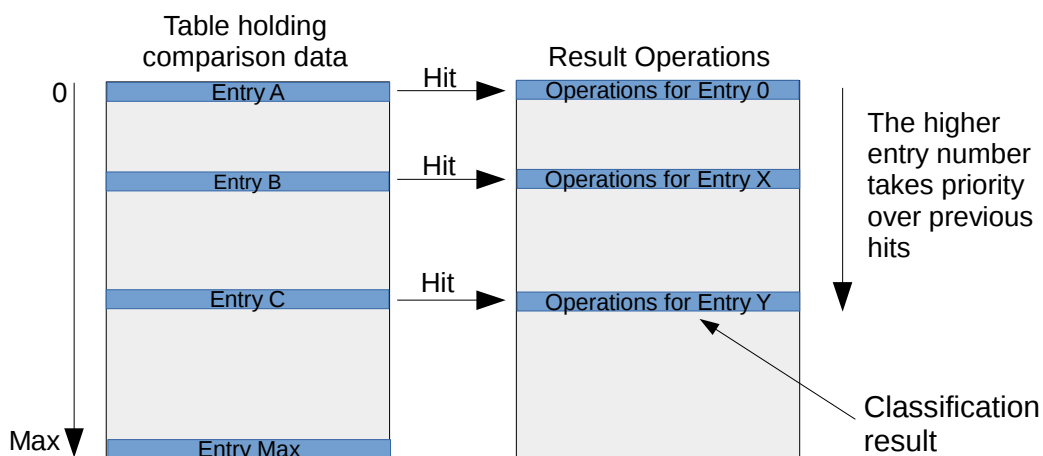 Table holding
comparison data
Result Operations
0
Entry A
Hit
Operations for Entry 0
The higher
entry number
takes priority
over previous
hits
Entry B
Hit
Operations for Entry X
Entry C
Hit
Operations for Entry Y
Classification
result
Max
Entry Max